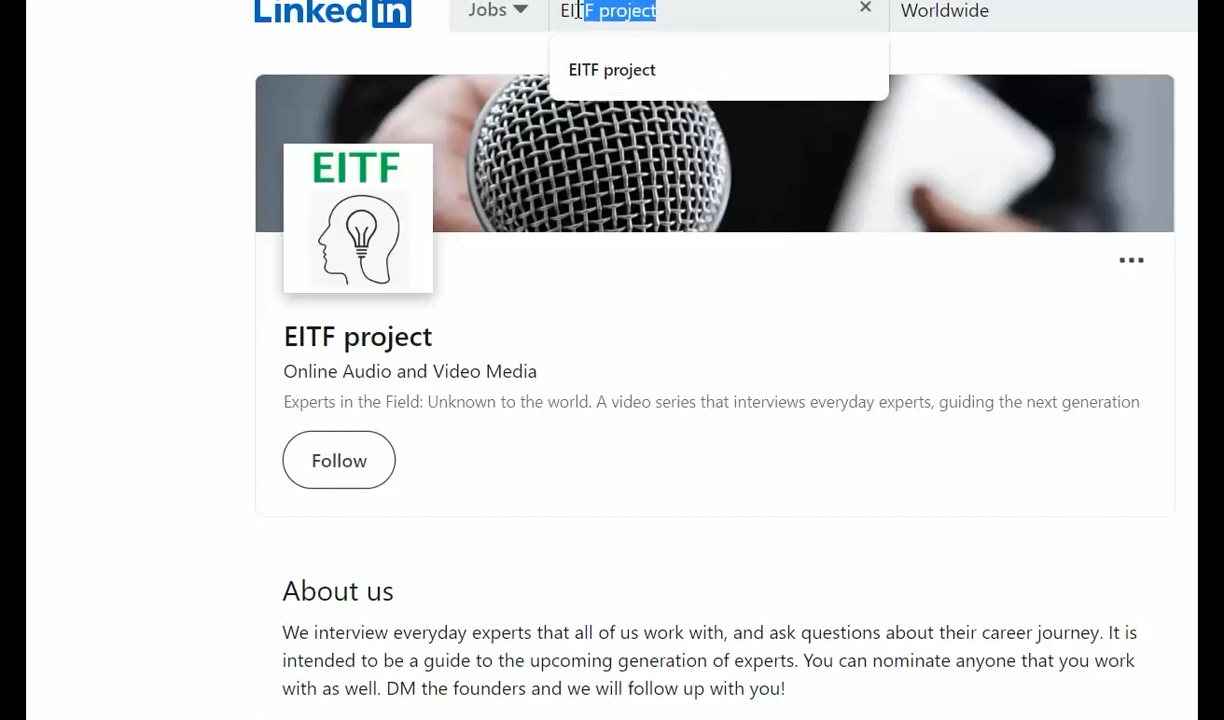 Linked in
Jobs
EITF project
Worldwide
EITF project
EITF
EITF project
Online Audio and Video Media
Experts in the Field: Unknown to the world. A video series that interviews everyday experts, guiding the next generation
Follow
About us
We interview everyday experts that all of us work with, and ask questions about their career journey. It is
intended to be a guide to the upcoming generation of experts. You can nominate anyone that you work
with as well. DM the founders and we will follow up with you!